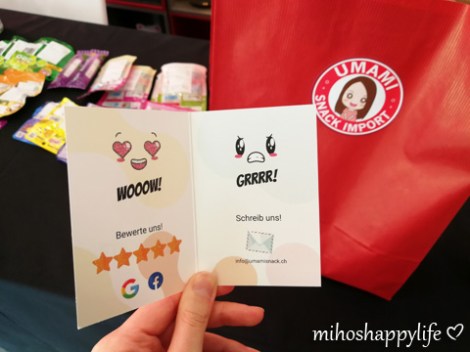 UMAMI
SNACK IMPORT
WOOOW!
Bewerte uns!
GRRRR!
Schreib uns!
info@umamisnack.ch
mihoshappylife ♡